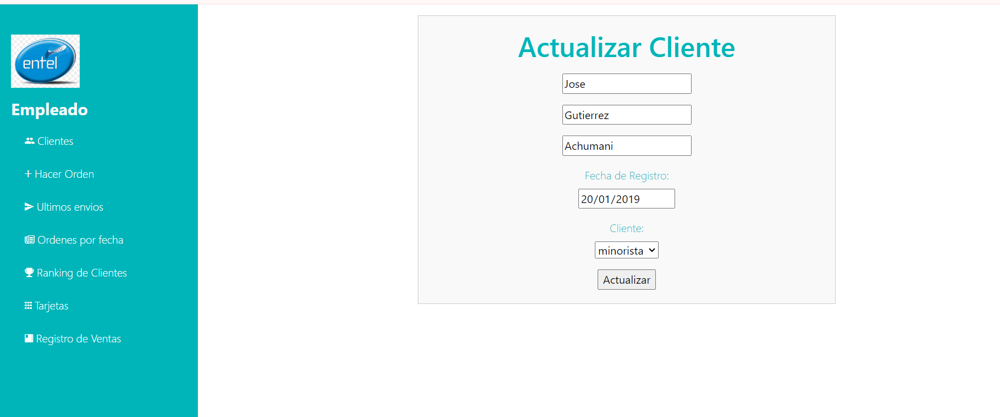 entel
Empleado
Clientes
Hacer Orden
Ultimos envios
Ordenes por fecha
Ranking de Clientes
Tarjetas
Registro de Ventas
Actualizar Cliente
Jose
Gutierrez
Achumani
Fecha de Registro:
20/01/2019
Cliente:
minorista
Actualizar